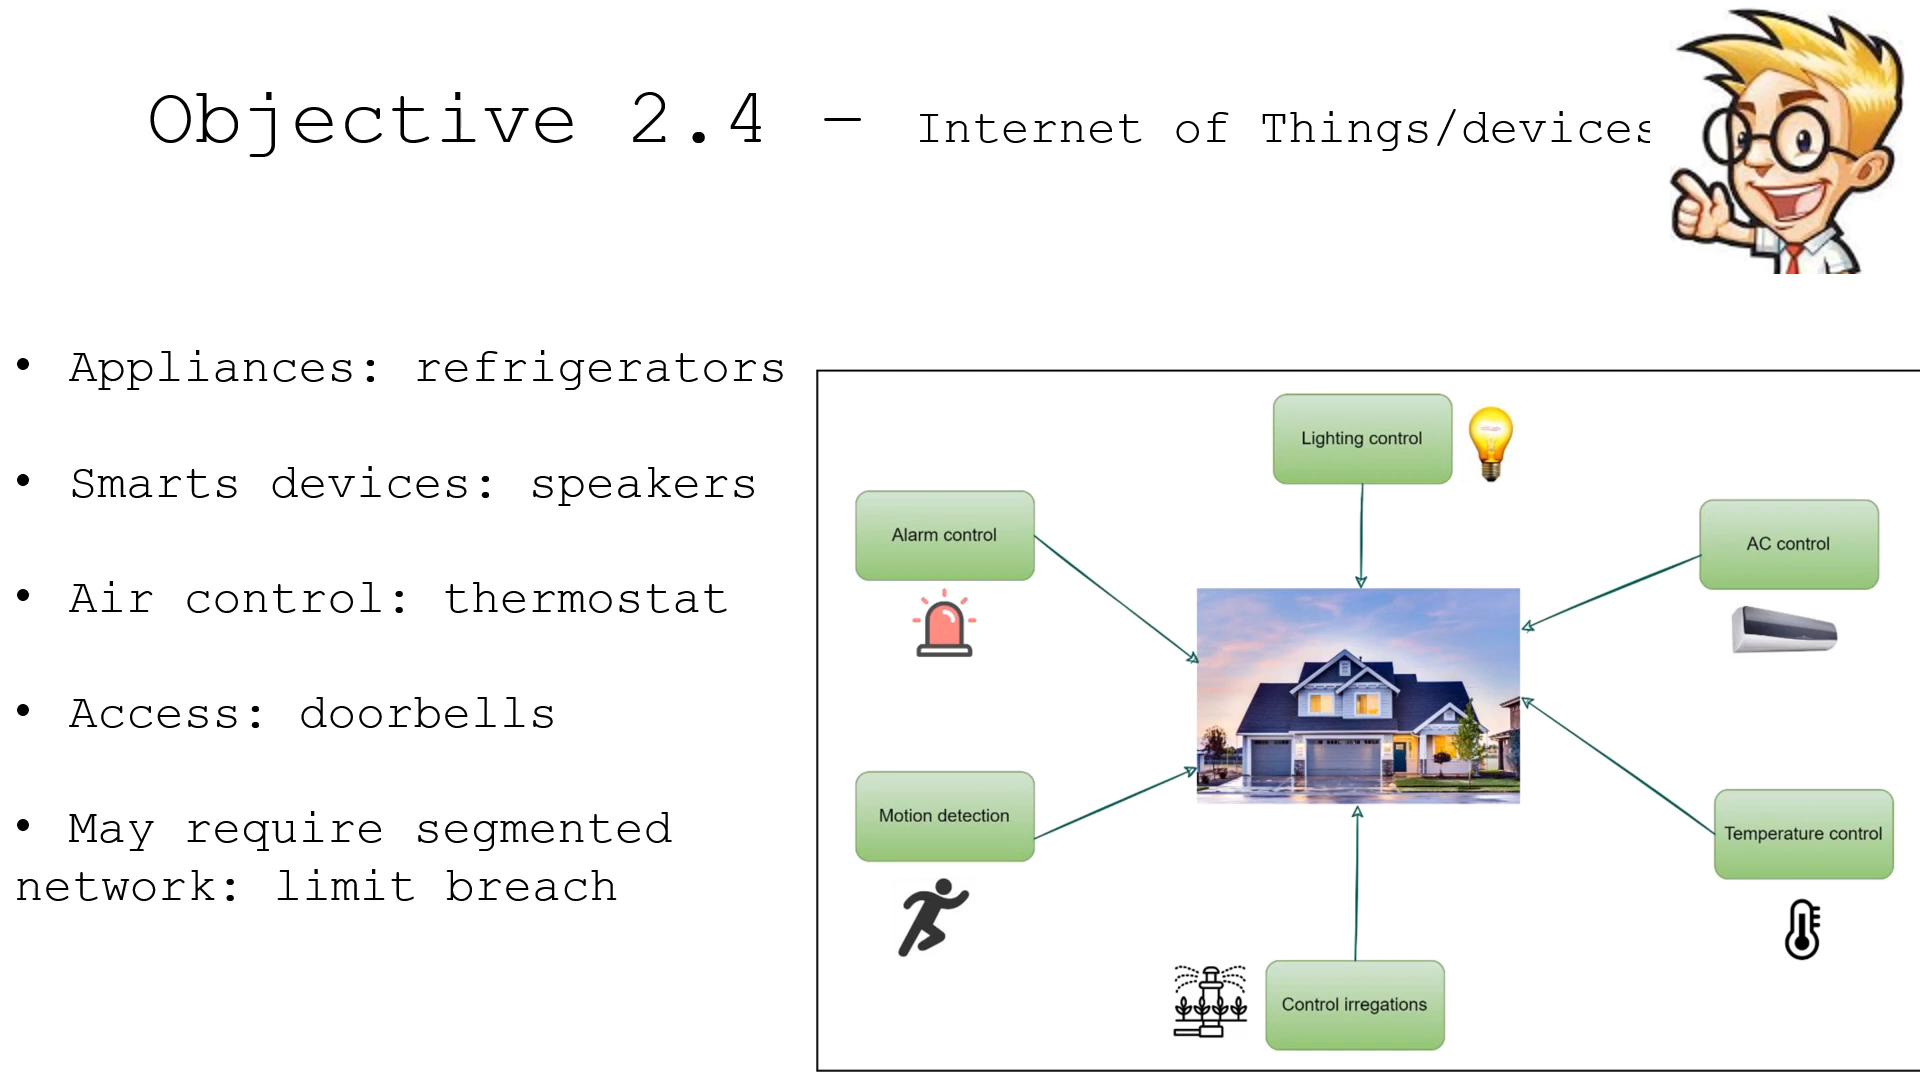 Objective 2.4 – Internet of Things/devices
• Appliances: refrigerators
• Smarts devices: speakers
• Air control: thermostat
• Access: doorbells
• May require segmented
network: limit breach
Lighting control
Alarm control
AC control
Motion detection
Temperature control
Control irregations